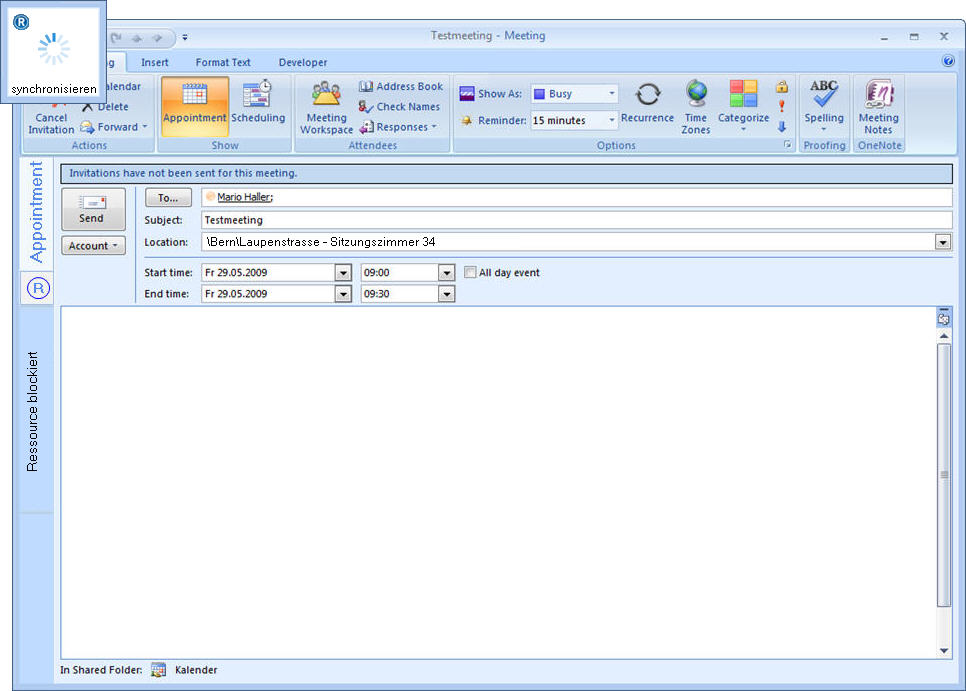 R
synchronisieren
Testmeeting - Meeting
Insert
Format Text
Developer
Cancel
Invitation
Delete
Forward
Actions
Appointment
Scheduling
Show
Meeting
Workspace
Address Book
Check Names
Responses
Attendees
Show As:
Busy
Reminder:
15 minutes
Recurrence
Time
Zones
Categorize
Options
ABC
Spelling
Proofing
Meeting
Notes
OneNote
Appointment
R
Ressource blockiert
Invitations have not been sent for this meeting.
Send
Account
To...
Mario Haller;
Subject:
Testmeeting
Location:
\Bern\Laupenstrasse - Sitzungszimmer 34
Start time:
Fr 29.05.2009
09:00
All day event
End time:
Fr 29.05.2009
09:30
In Shared Folder:
Kalender